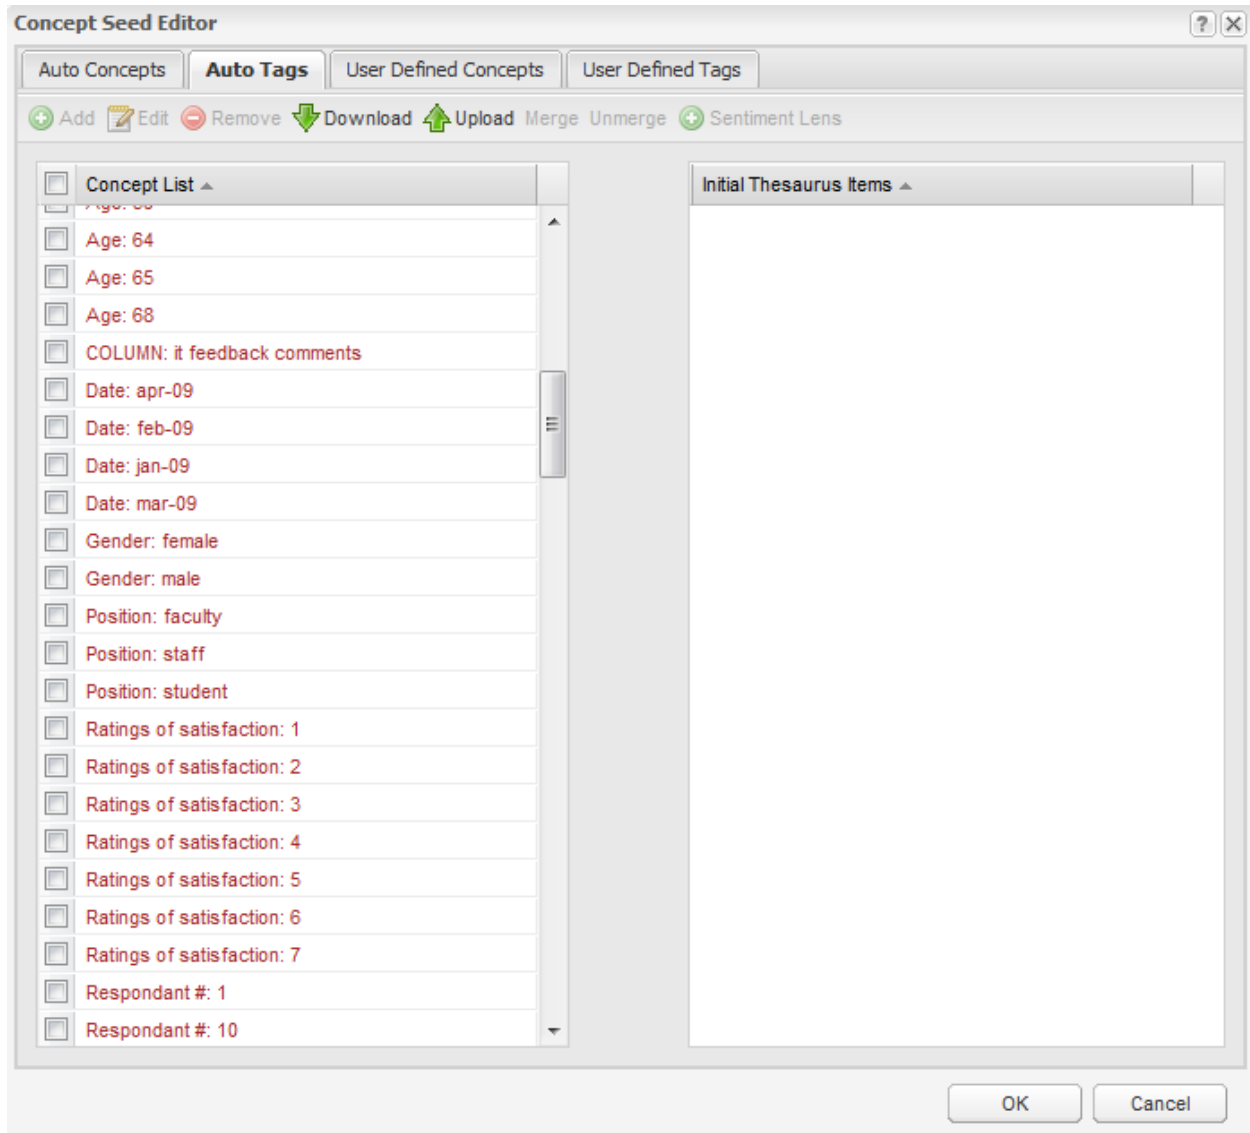 Concept Seed Editor
Auto Concepts Auto Tags User Defined Concepts User Defined Tags
Add Edit Remove Download Upload Merge Unmerge Sentiment Lens
Concept List Initial Thesaurus Items
Age: 64
Age: 65
Age: 68
COLUMN: it feedback comments
Date: apr-09
Date: feb-09
Date: jan-09
Date: mar-09
Gender: female
Gender: male
Position: faculty
Position: staff
Position: student
Ratings of satisfaction: 1
Ratings of satisfaction: 2
Ratings of satisfaction: 3
Ratings of satisfaction: 4
Ratings of satisfaction: 5
Ratings of satisfaction: 6
Ratings of satisfaction: 7
Respondant #: 1
Respondant #: 10
OK Cancel